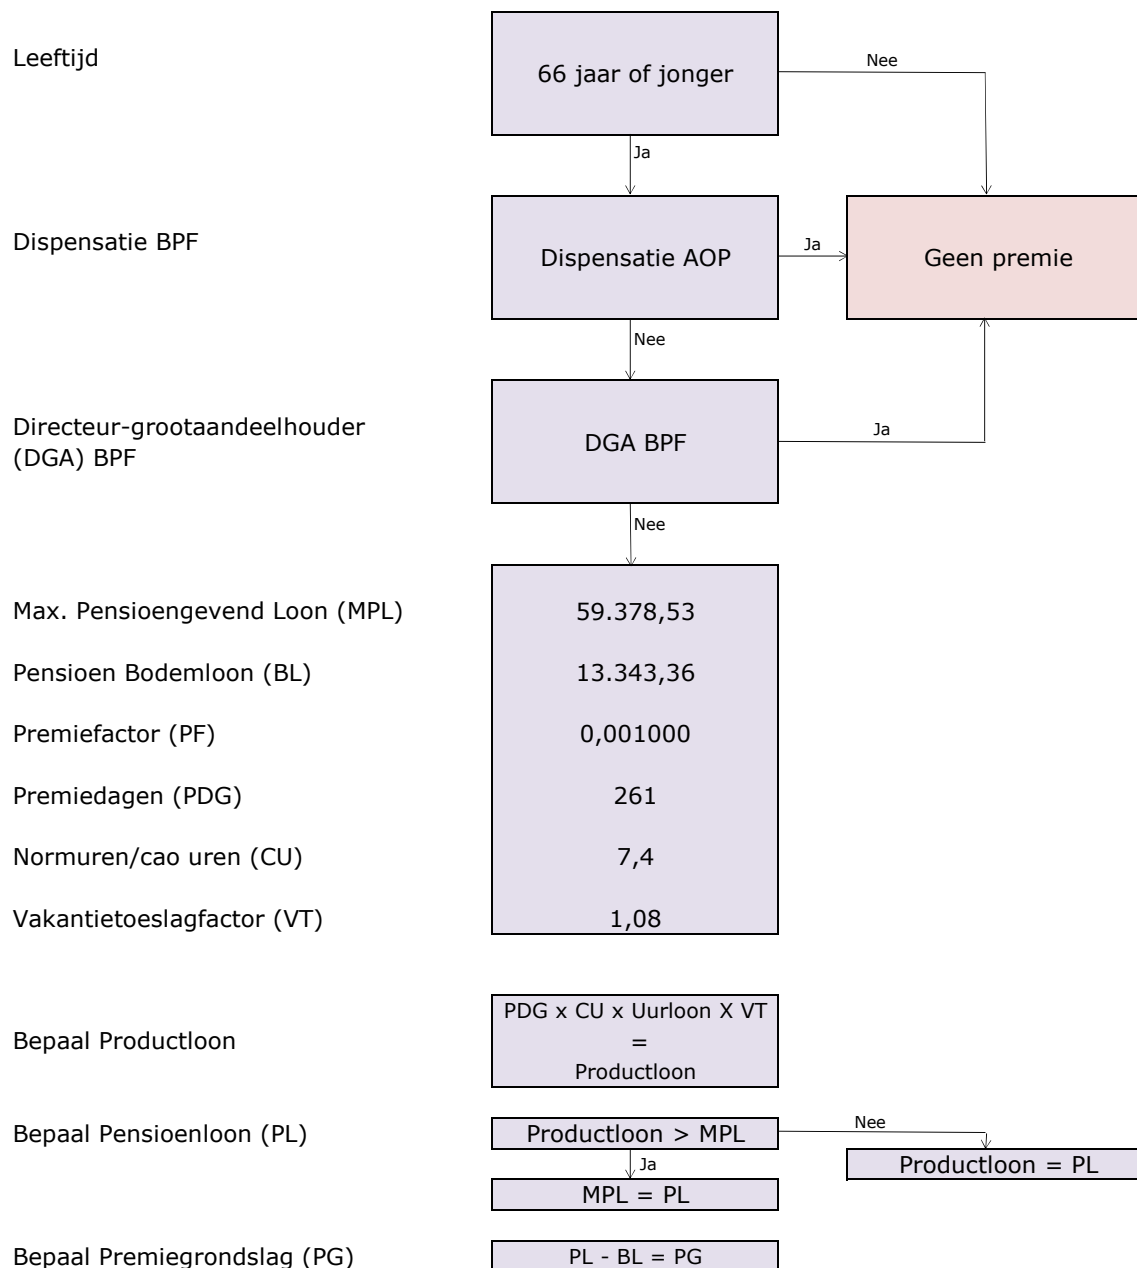 Leeftijd
66 jaar of jonger
Nee
Ja
Dispensatie BPF
Dispensatie AOP
Ja
Geen premie
Nee
Directeur-grootaandeelhouder
(DGA) BPF
DGA BPF
Ja
Nee
Max. Pensioengevend Loon (MPL)
59.378,53
Pensioen Bodemloon (BL)
13.343,36
Premiefactor (PF)
0,001000
Premiedagen (PDG)
261
Normuren/cao uren (CU)
7,4
Vakantietoeslagfactor (VT)
1,08
Bepaal Productloon
PDG x CU x Uurloon X VT
=
Productloon
Bepaal Pensioenloon (PL)
Productloon > MPL
Nee
Productloon = PL
Ja
MPL = PL
Bepaal Premiegrondslag (PG)
PL - BL = PG